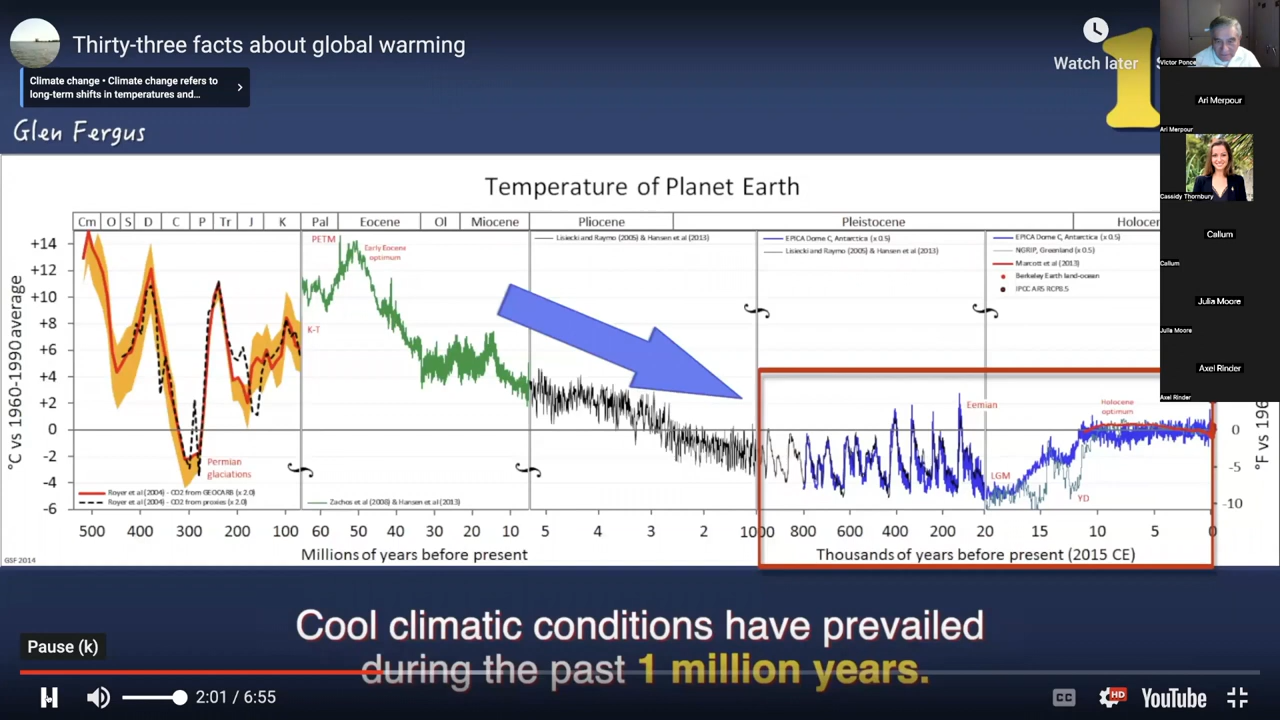 Thirty-three facts about global warming
Watch later
1
Climate change • Climate change refers to
long-term shifts in temperatures and...
Glen Fergus
Victor Ponce
Ari Merpour
Ari Merpour
Cassidy Thornbury
Callum
Callum
Julia Moore
Julia Moore
Axel Rinder
Axel Rinder
Temperature of Planet Earth
Cm O S D C P Tr J K Pal Eocene Ol Miocene Pliocene Pleistocene Holocer
°C vs 1960-1990 average
+14
+12
+10
+8
+6
+4
+2
0
-2
-4
-6
PETM
Early Eocene
optimum
K-T
Permian
glaciations
Royer et al (2004) - CO2 from GEOCARB (x 2.0)
Royer et al (2004) - CO2 from proxies (x 2.0)
Zachos et al (2008) & Hansen et al (2013)
Lisiecki and Raymo (2005) & Hansen et al (2013)
EPICA Dome C, Antarctica (x 0.5)
Lisiecki and Raymo (2005) & Hansen et al (2013)
EPICA Dome C, Antarctica (x 0.5)
NGRIP, Greenland (x 0.5)
Marcott et al (2013)
Berkeley Earth land-ocean
IPCC AR5 RCP8.5
Eemian
LGM
YD
Holocene
optimum
0
-5
-10
°F vs 196
500 400 300 200 100 60 50 40 30 20 10 5 4 3 2 1000 800 600 400 200 20 15 10 5 0
Millions of years before present
Thousands of years before present (2015 CE)
GSF 2014
Cool climatic conditions have prevailed
during the past 1 million years.
Pause (k)
2:01 / 6:55
CC
HD
YouTube